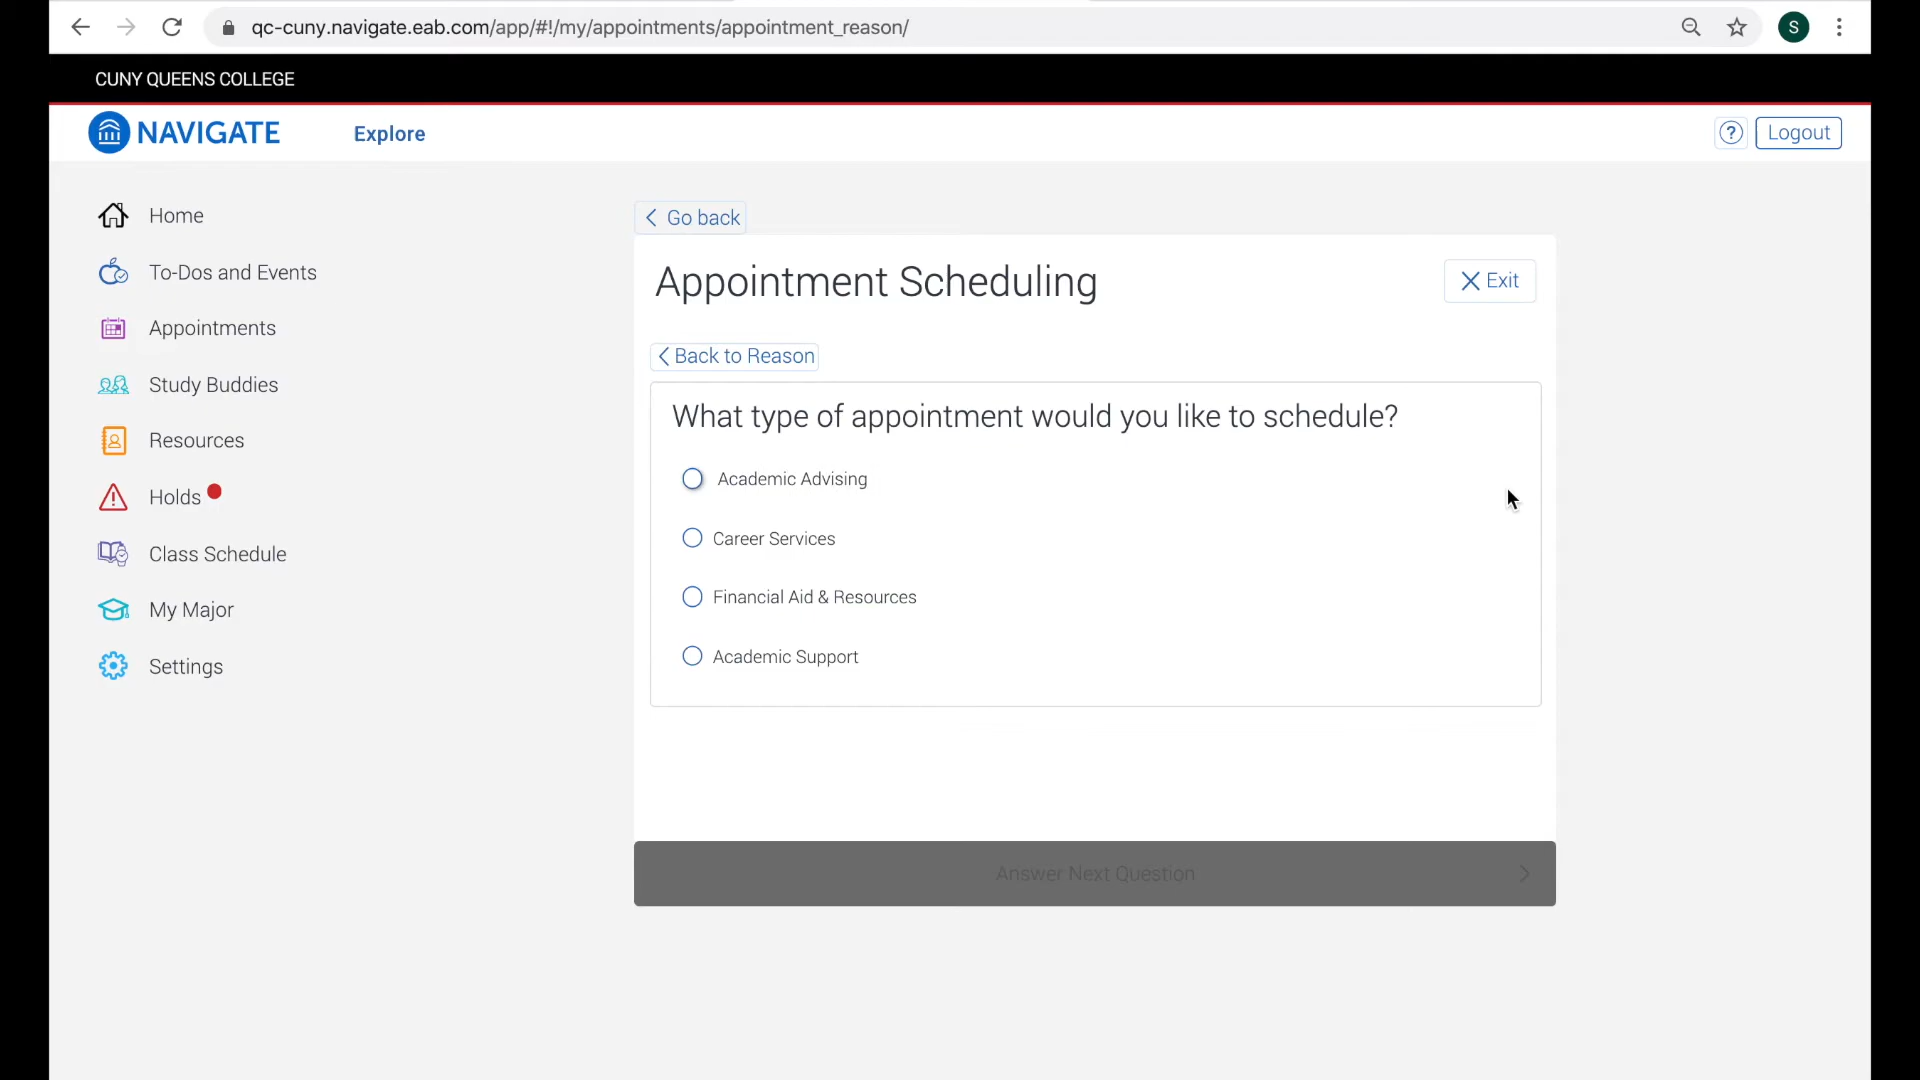 qc-cuny.navigate.eab.com/app/#!/my/appointments/appointment_reason/
S
CUNY QUEENS COLLEGE
NAVIGATE
Explore
?
Logout
Home
To-Dos and Events
Appointments
Study Buddies
Resources
Holds
Class Schedule
My Major
Settings
Go back
Appointment Scheduling
Exit
Back to Reason
What type of appointment would you like to schedule?
Academic Advising
Career Services
Financial Aid & Resources
Academic Support
Answer Next Question